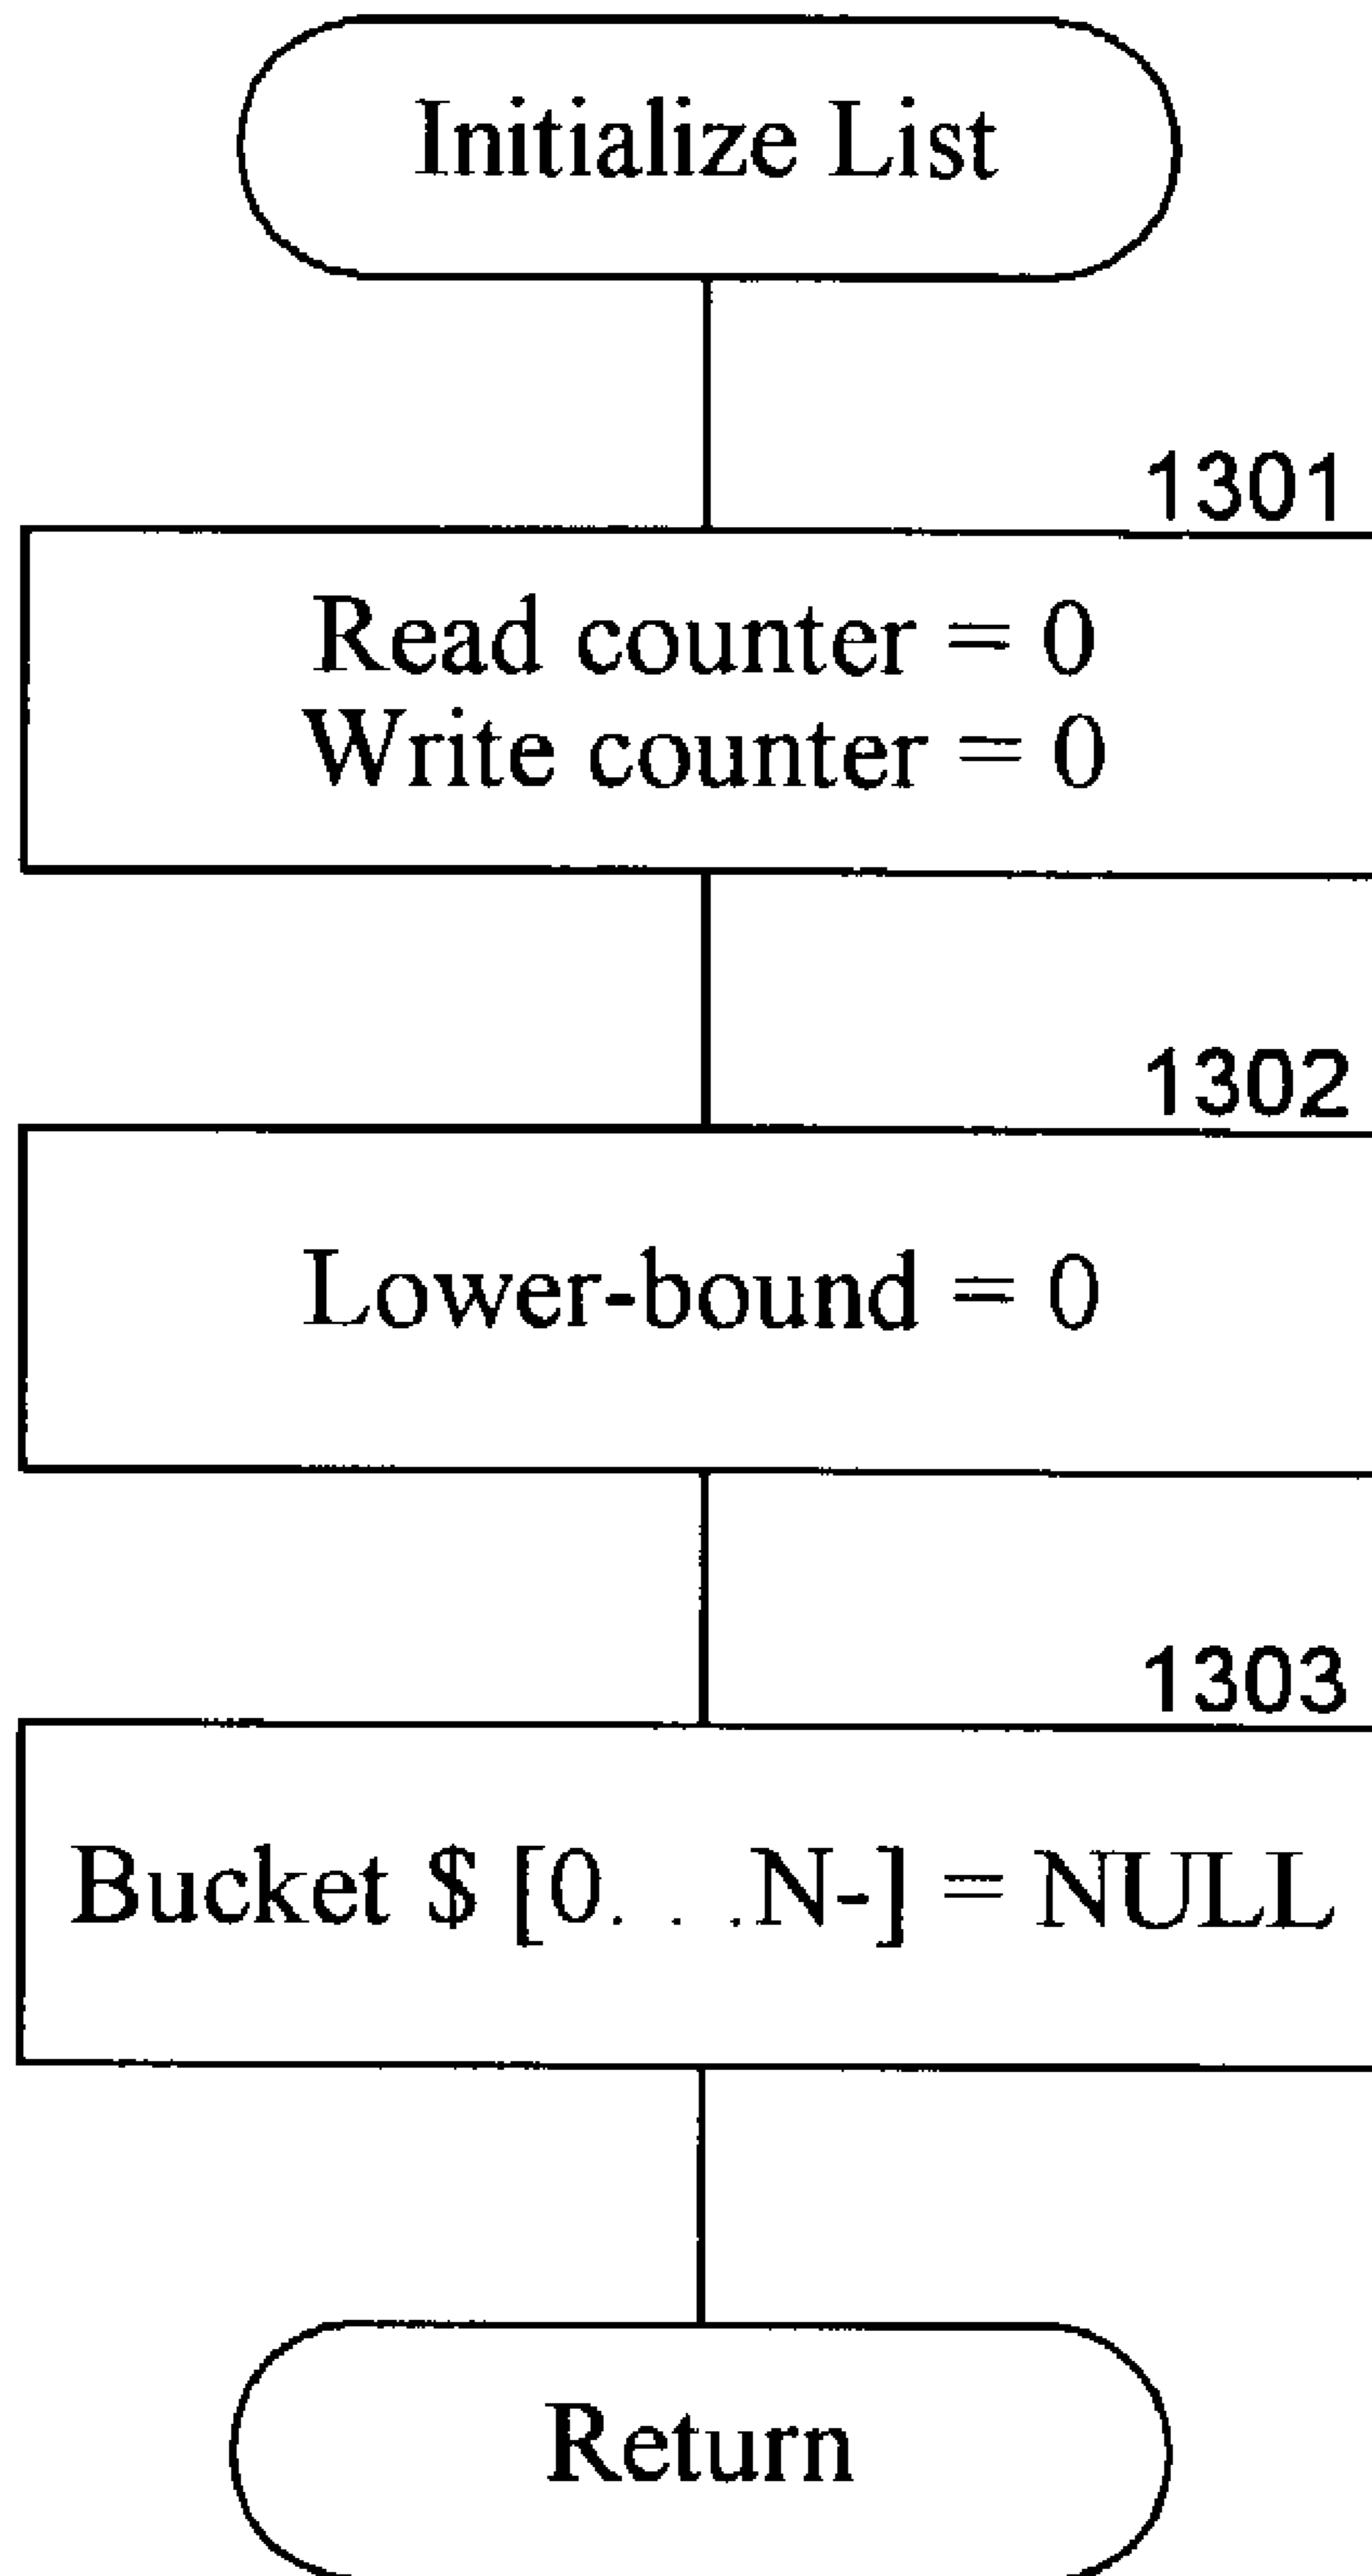 Initialize List
1301
Read counter = 0
Write counter = 0
1302
Lower-bound = 0
1303
Bucket $ [0. . .N-] = NULL
Return